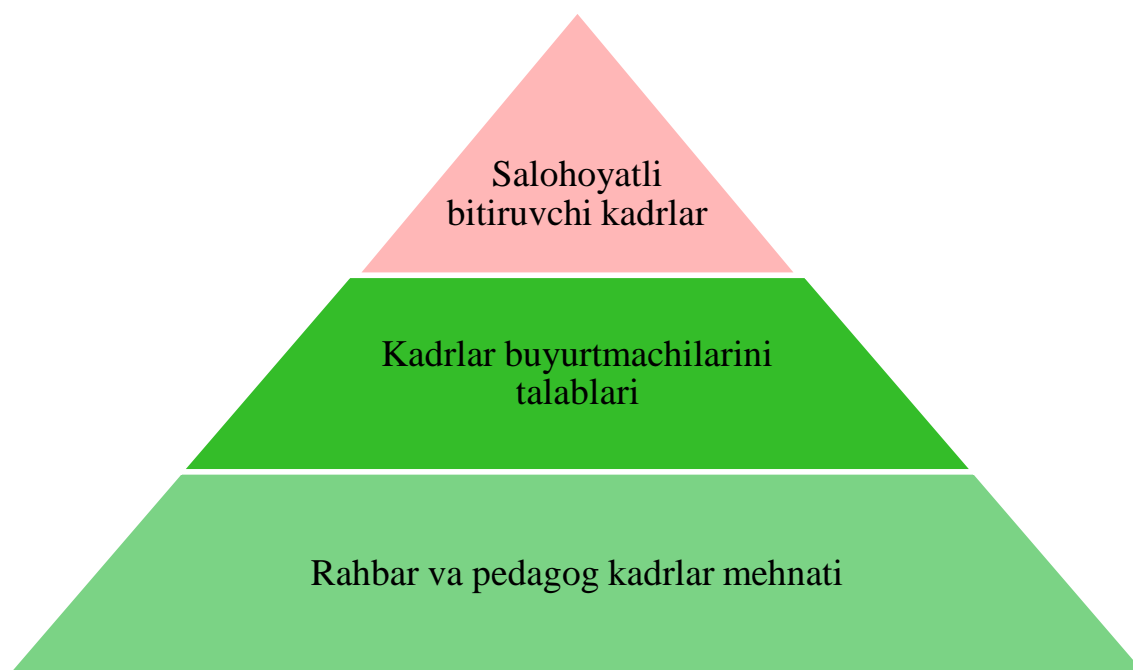 Salohoyatli
bitiruvchi kadrlar
Kadrlar buyurtmachilarini
talablari
Rahbar va pedagog kadrlar mehnati